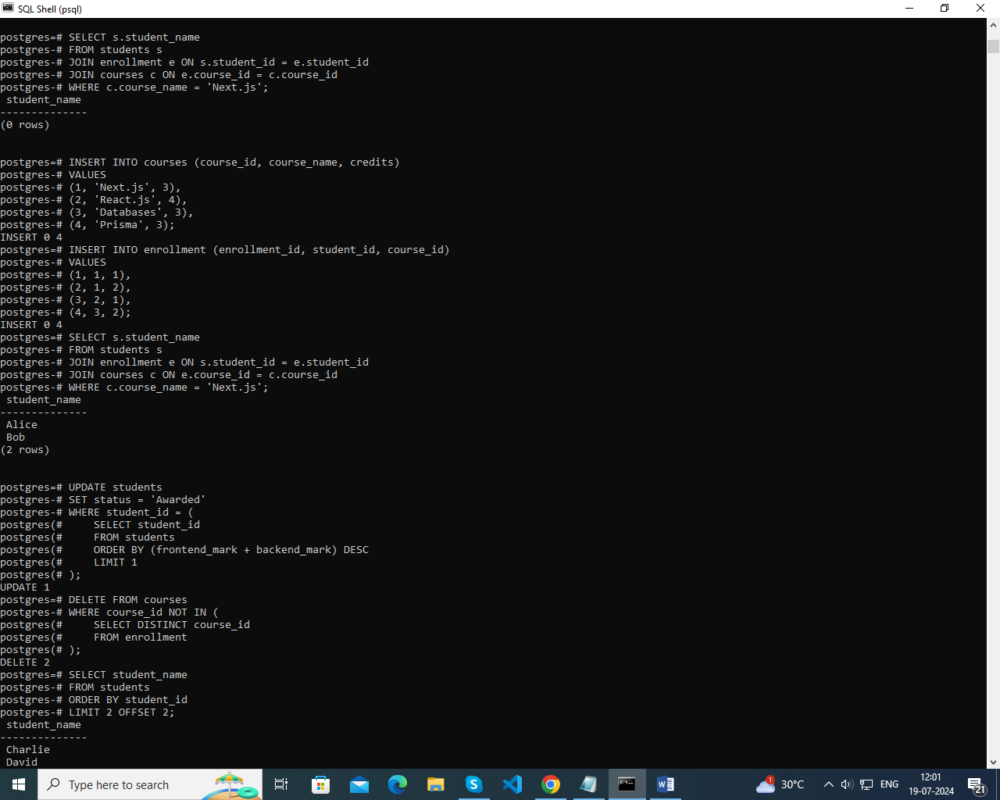 SQL Shell (psql)
postgres=# SELECT s.student_name
postgres-# FROM students s
postgres-# JOIN enrollment e ON s.student_id = e.student_id
postgres-# JOIN courses c ON e.course_id = c.course_id
postgres-# WHERE c.course_name = 'Next.js';
 student_name
--------------
(0 rows)
postgres=# INSERT INTO courses (course_id, course_name, credits)
postgres-# VALUES
postgres-# (1, 'Next.js', 3),
postgres-# (2, 'React.js', 4),
postgres-# (3, 'Databases', 3),
postgres-# (4, 'Prisma', 3);
INSERT 0 4
postgres=# INSERT INTO enrollment (enrollment_id, student_id, course_id)
postgres-# VALUES
postgres-# (1, 1, 1),
postgres-# (2, 1, 2),
postgres-# (3, 2, 1),
postgres-# (4, 3, 2);
INSERT 0 4
postgres=# SELECT s.student_name
postgres-# FROM students s
postgres-# JOIN enrollment e ON s.student_id = e.student_id
postgres-# JOIN courses c ON e.course_id = c.course_id
postgres-# WHERE c.course_name = 'Next.js';
 student_name
--------------
 Alice
 Bob
(2 rows)
postgres=# UPDATE students
postgres-# SET status = 'Awarded'
postgres-# WHERE student_id = (
postgres(#     SELECT student_id
postgres(#     FROM students
postgres(#     ORDER BY (frontend_mark + backend_mark) DESC
postgres(#     LIMIT 1
postgres(# );
UPDATE 1
postgres=# DELETE FROM courses
postgres-# WHERE course_id NOT IN (
postgres(#     SELECT DISTINCT course_id
postgres(#     FROM enrollment
postgres(# );
DELETE 2
postgres=# SELECT student_name
postgres-# FROM students
postgres-# ORDER BY student_id
postgres-# LIMIT 2 OFFSET 2;
 student_name
--------------
 Charlie
 David
Type here to search
1
30°C
ENG
12:01
19-07-2024
21